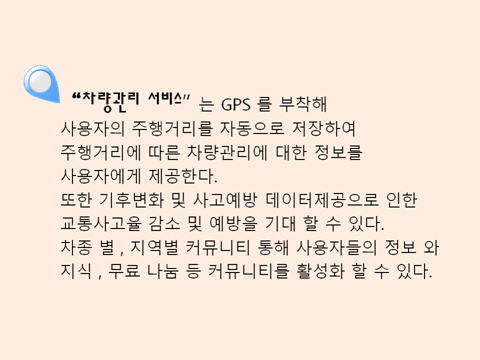 “차량관리 서비스” 는 GPS 를 부착해
사용자의 주행거리를 자동으로 저장하여
주행거리에 따른 차량관리에 대한 정보를
사용자에게 제공한다.
또한 기후변화 및 사고예방 데이터제공으로 인한
교통사고율 감소 및 예방을 기대 할 수 있다.
차종 별 , 지역별 커뮤니티 통해 사용자들의 정보 와
지식 , 무료 나눔 등 커뮤니티를 활성화 할 수 있다.